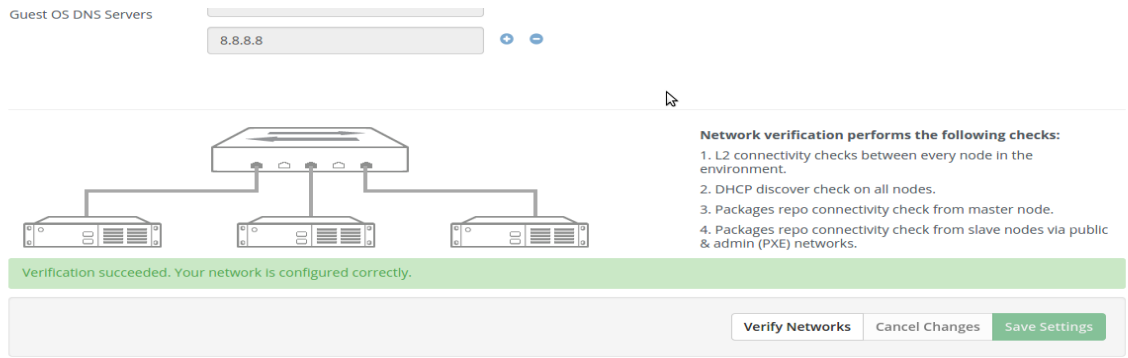 Guest OS DNS Servers
8.8.8.8
Network verification performs the following checks:
1. L2 connectivity checks between every node in the
environment.
2. DHCP discover check on all nodes.
3. Packages repo connectivity check from master node.
4. Packages repo connectivity check from slave nodes via public
& admin (PXE) networks.
Verification succeeded. Your network is configured correctly.
Verify Networks
Cancel Changes
Save Settings